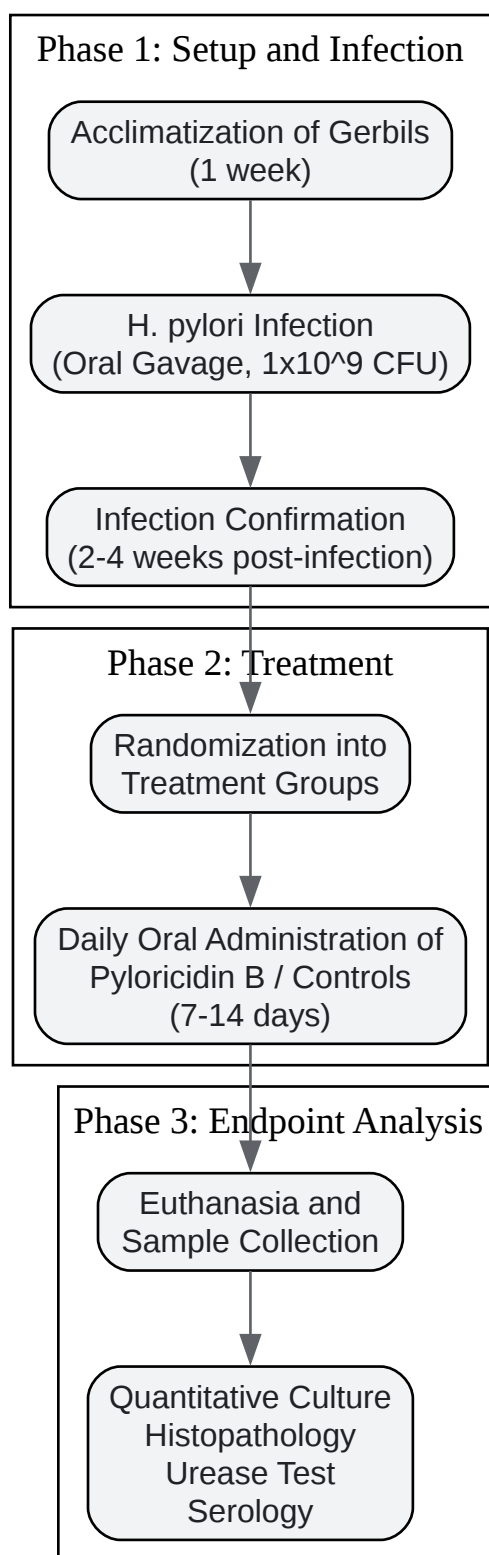 Phase 1: Setup and Infection
Acclimatization of Gerbils
(1 week)
H. pylori Infection
(Oral Gavage, 1x10^9 CFU)
Infection Confirmation
(2-4 weeks post-infection)
Phase 2: Treatment
Randomization into
Treatment Groups
Daily Oral Administration of
Pyloricidin B / Controls
(7-14 days)
Phase 3: Endpoint Analysis
Euthanasia and
Sample Collection
Quantitative Culture
Histopathology
Urease Test
Serology